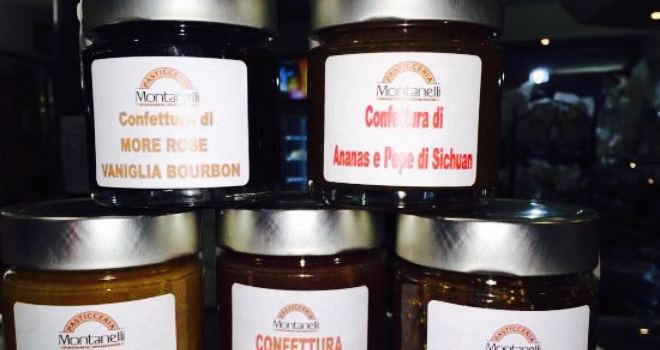 PASTICCERIA
Montanelli
Confettura di
MORE ROSE
VANIGLIA BOURBON
PASTICCERIA
Montanelli
Confettura di
Ananas e Pepe di Sichuan
PASTICCERIA
Montanelli
PASTICCERIA
Montanelli
CONFETTURA
PASTICCERIA
Montanelli